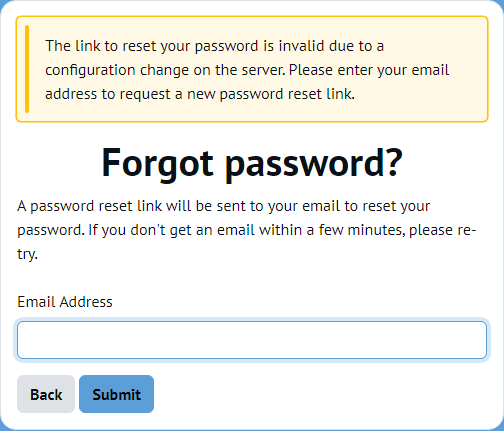 The link to reset your password is invalid due to a
configuration change on the server. Please enter your email
address to request a new password reset link.
Forgot password?
A password reset link will be sent to your email to reset your
password. If you don't get an email within a few minutes, please re-
try.
Email Address
Back Submit